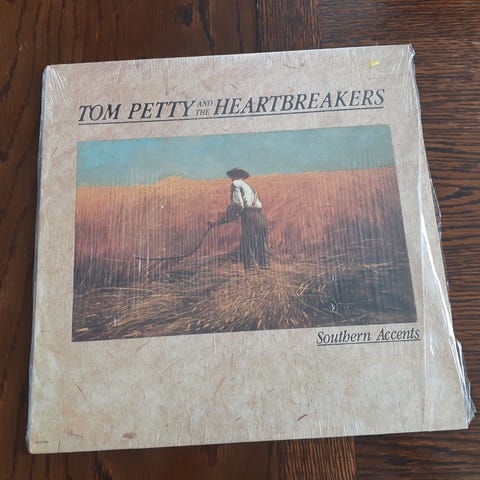 TOM PETTY AND THE HEARTBREAKERS
Southern Accents